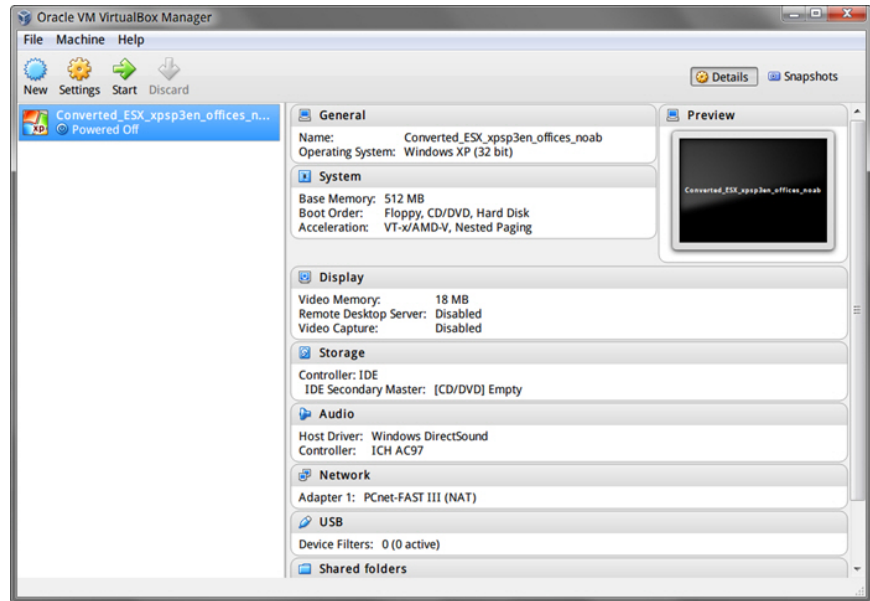 Oracle VM VirtualBox Manager
File Machine Help
New Settings Start Discard
Details Snapshots
Converted_ESX_xpsp3en_offices_n...
XP
Powered Off
General
Name: Converted_ESX_xpsp3en_offices_noab
Operating System: Windows XP (32 bit)
Preview
Converted_ESX_xpsp3en_offices_noab
System
Base Memory: 512 MB
Boot Order: Floppy, CD/DVD, Hard Disk
Acceleration: VT-x/AMD-V, Nested Paging
Display
Video Memory: 18 MB
Remote Desktop Server: Disabled
Video Capture: Disabled
Storage
Controller: IDE
IDE Secondary Master: [CD/DVD] Empty
Audio
Host Driver: Windows DirectSound
Controller: ICH AC97
Network
Adapter 1: PCnet-FAST III (NAT)
USB
Device Filters: 0 (0 active)
Shared folders